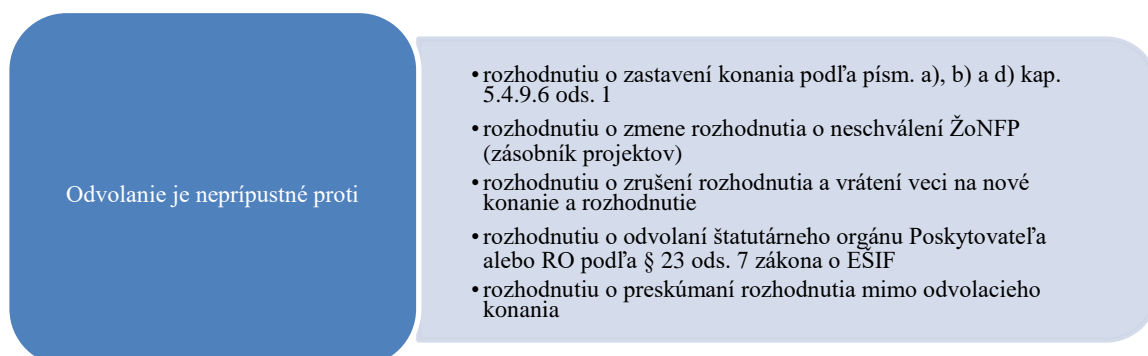 Odvolanie je neprípustné proti
•rozhodnutiu o zastavení konania podľa písm. a), b) a d) kap.
5.4.9.6 ods. 1
•rozhodnutiu o zmene rozhodnutia o neschválení ŽoNFP
(zásobník projektov)
•rozhodnutiu o zrušení rozhodnutia a vrátení veci na nové
konanie a rozhodnutie
•rozhodnutiu o odvolaní štatutárneho orgánu Poskytovateľa
alebo RO podľa § 23 ods. 7 zákona o EŠIF
•rozhodnutiu o preskúmaní rozhodnutia mimo odvolacieho
konania